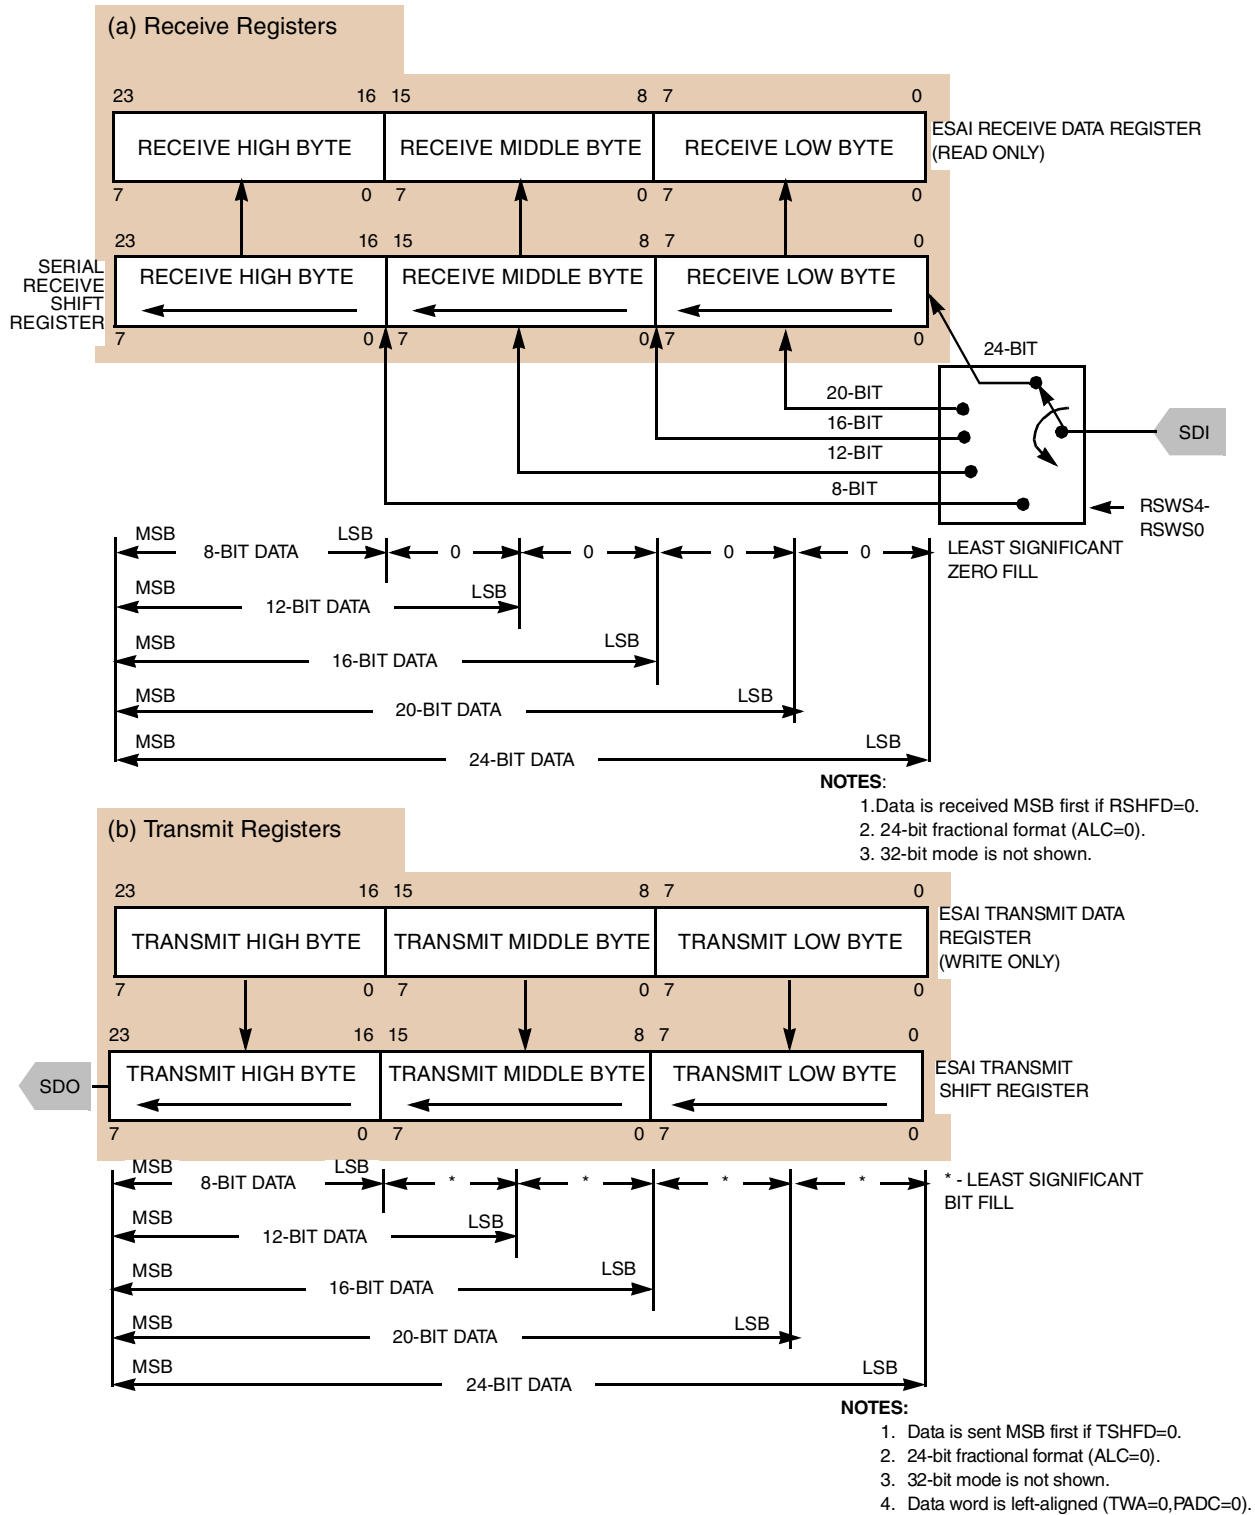 (a) Receive Registers
23 16 15 8 7 0
RECEIVE HIGH BYTE RECEIVE MIDDLE BYTE RECEIVE LOW BYTE
ESAI RECEIVE DATA REGISTER
(READ ONLY)
7 0 7 0 7 0
23 16 15 8 7 0
SERIAL
RECEIVE
SHIFT
REGISTER
RECEIVE HIGH BYTE RECEIVE MIDDLE BYTE RECEIVE LOW BYTE
7 0 7 0 7 0
24-BIT
20-BIT
16-BIT
12-BIT
8-BIT
SDI
RSWS4-
RSWS0
MSB 8-BIT DATA LSB 0 0 0 0
LEAST SIGNIFICANT
ZERO FILL
MSB 12-BIT DATA LSB
MSB 16-BIT DATA LSB
MSB 20-BIT DATA LSB
MSB 24-BIT DATA LSB
NOTES:
1.Data is received MSB first if RSHFD=0.
2. 24-bit fractional format (ALC=0).
3. 32-bit mode is not shown.
(b) Transmit Registers
23 16 15 8 7 0
TRANSMIT HIGH BYTE TRANSMIT MIDDLE BYTE TRANSMIT LOW BYTE
ESAI TRANSMIT DATA
REGISTER
(WRITE ONLY)
7 0 7 0 7 0
23 16 15 8 7 0
SDO
TRANSMIT HIGH BYTE TRANSMIT MIDDLE BYTE TRANSMIT LOW BYTE
ESAI TRANSMIT
SHIFT REGISTER
7 0 7 0 7 0
MSB 8-BIT DATA LSB * * * *
* - LEAST SIGNIFICANT
BIT FILL
MSB 12-BIT DATA LSB
MSB 16-BIT DATA LSB
MSB 20-BIT DATA LSB
MSB 24-BIT DATA LSB
NOTES:
1. Data is sent MSB first if TSHFD=0.
2. 24-bit fractional format (ALC=0).
3. 32-bit mode is not shown.
4. Data word is left-aligned (TWA=0,PADC=0).